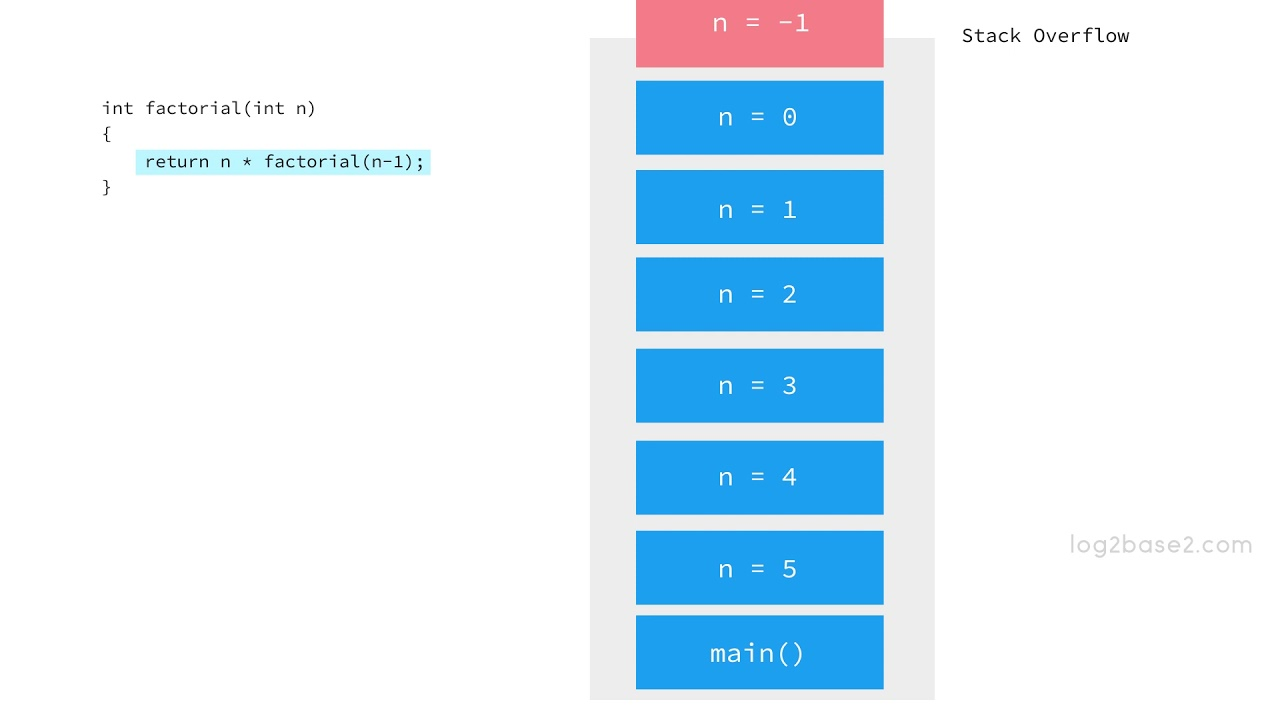 int factorial(int n)
{
return n * factorial(n-1);
}
n = -1
n = 0
n = 1
n = 2
n = 3
n = 4
n = 5
main()
Stack Overflow
log2base2.com